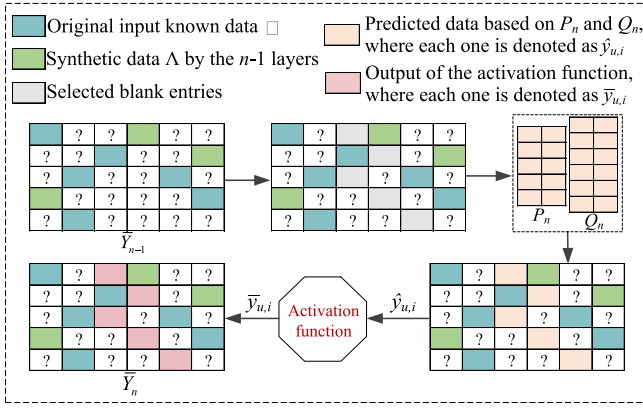 Original input known data □
Synthetic data Λ by the n-1 layers
Selected blank entries
Predicted data based on Pₙ and Qₙ,
where each one is denoted as ŷᵤ,ᵢ
Output of the activation function,
where each one is denoted as ȳᵤ,ᵢ
? ? ? ?
? ? ? ?
? ? ? ?
? ? ? ?
? ? ? ? ?
Ȳₙ₋₁
? ? ?
? ? ?
? ? ?
? ? ?
? ? ? ?
Pₙ
Qₙ
? ? ?
? ? ?
? ? ?
? ? ?
? ? ? ?
Ȳₙ
ȳᵤ,ᵢ
Activation
function
ŷᵤ,ᵢ
? ? ?
? ? ?
? ? ?
? ? ?
? ? ? ?